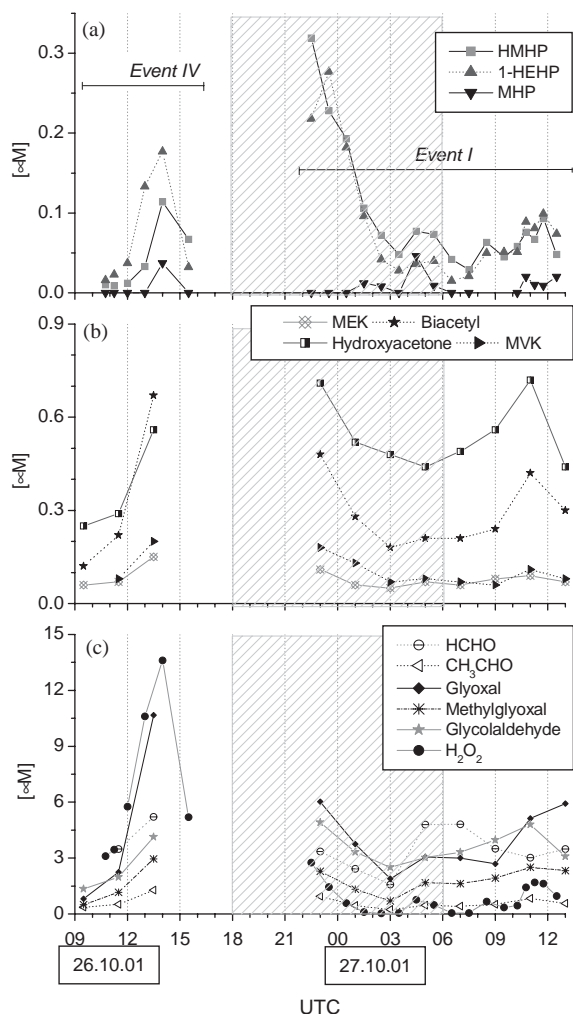 (a)
Event IV
HMHP
1-HEHP
MHP
Event I
0.3
0.2
0.1
0.0
[∝M]
(b)
MEK
Biacetyl
Hydroxyacetone
MVK
0.9
0.6
0.3
0.0
[∝M]
(c)
HCHO
CH₃CHO
Glyoxal
Methylglyoxal
Glycolaldehyde
H₂O₂
15
12
9
6
3
0
[∝M]
09 12 15 18 21 00 03 06 09 12
26.10.01
27.10.01
UTC